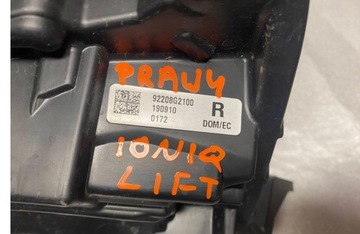 PRAWY
92208G2100
190910
0172
R
DOM/EC
IONIQ
LIFT